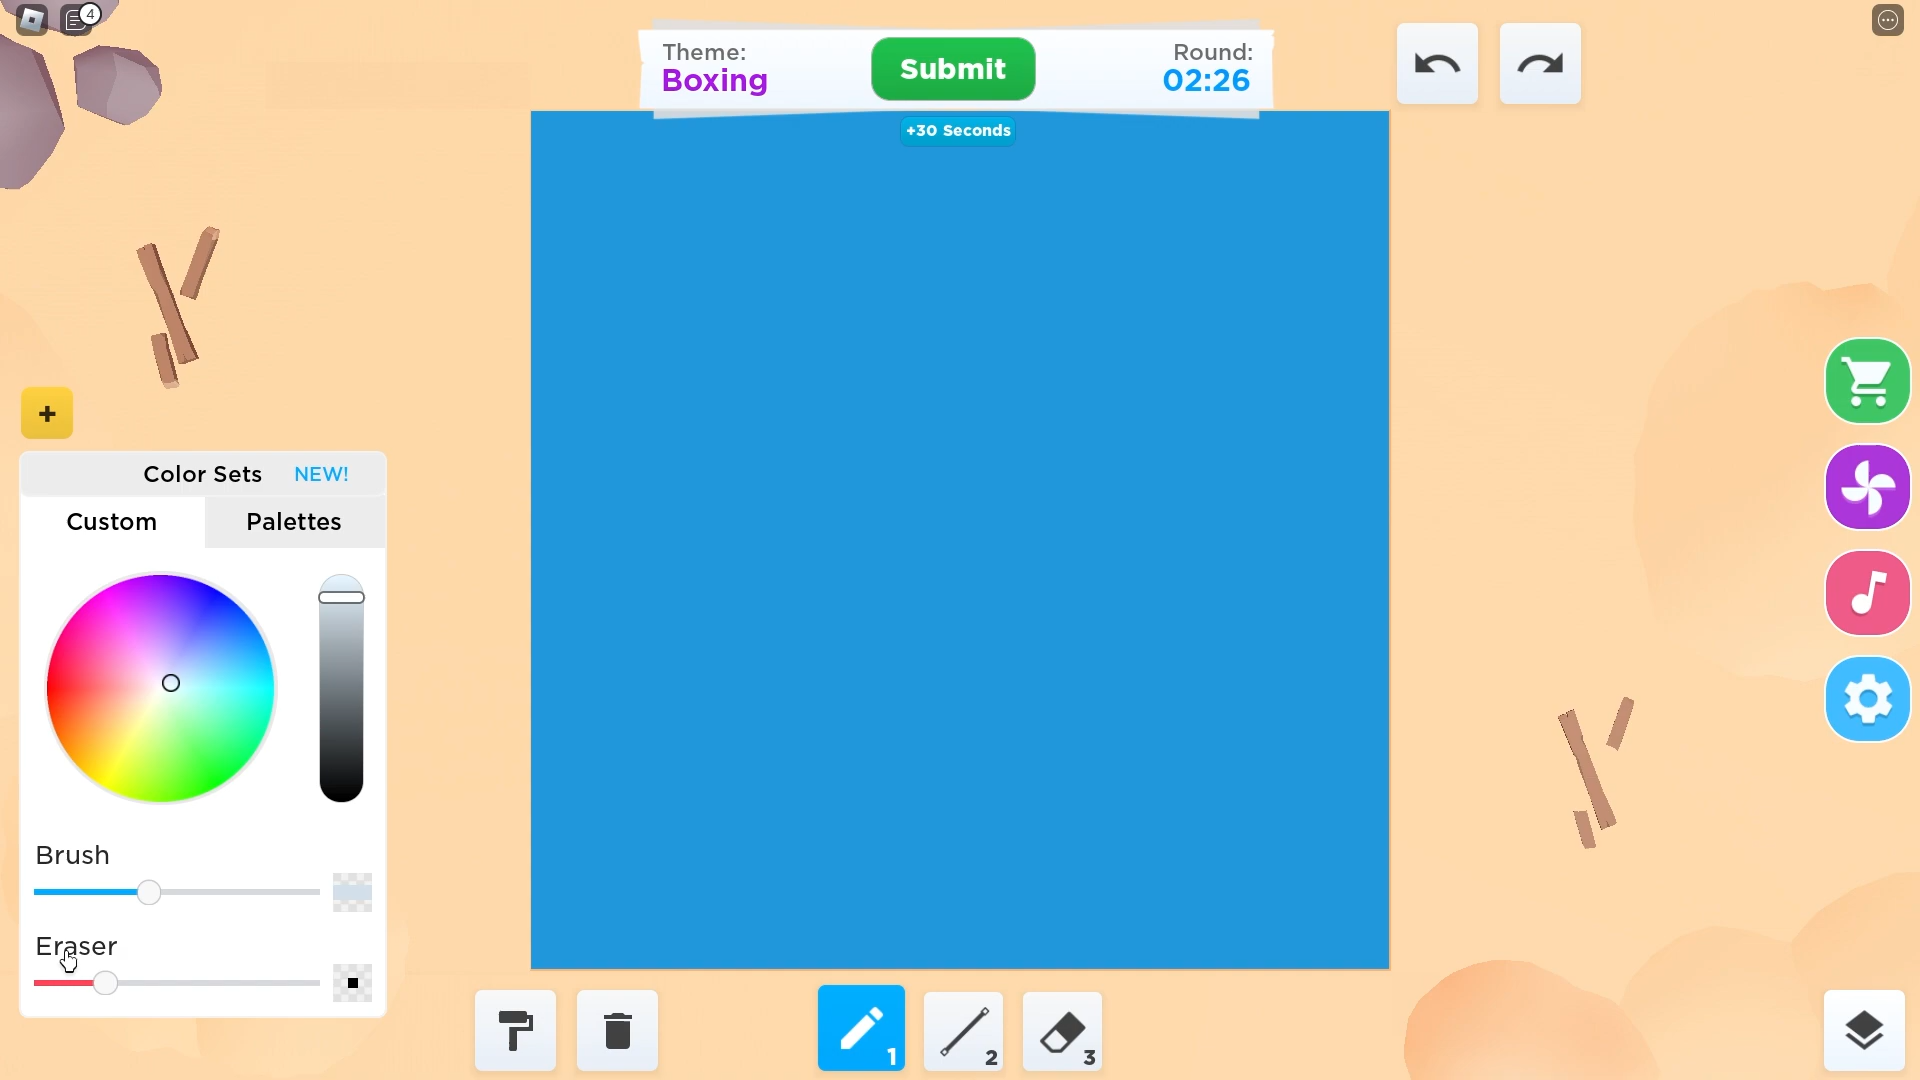 4
Theme:
Boxing
Submit
Round:
02:26
+30 Seconds
+
Color Sets NEW!
Custom
Palettes
Brush
Eraser
1
2
3